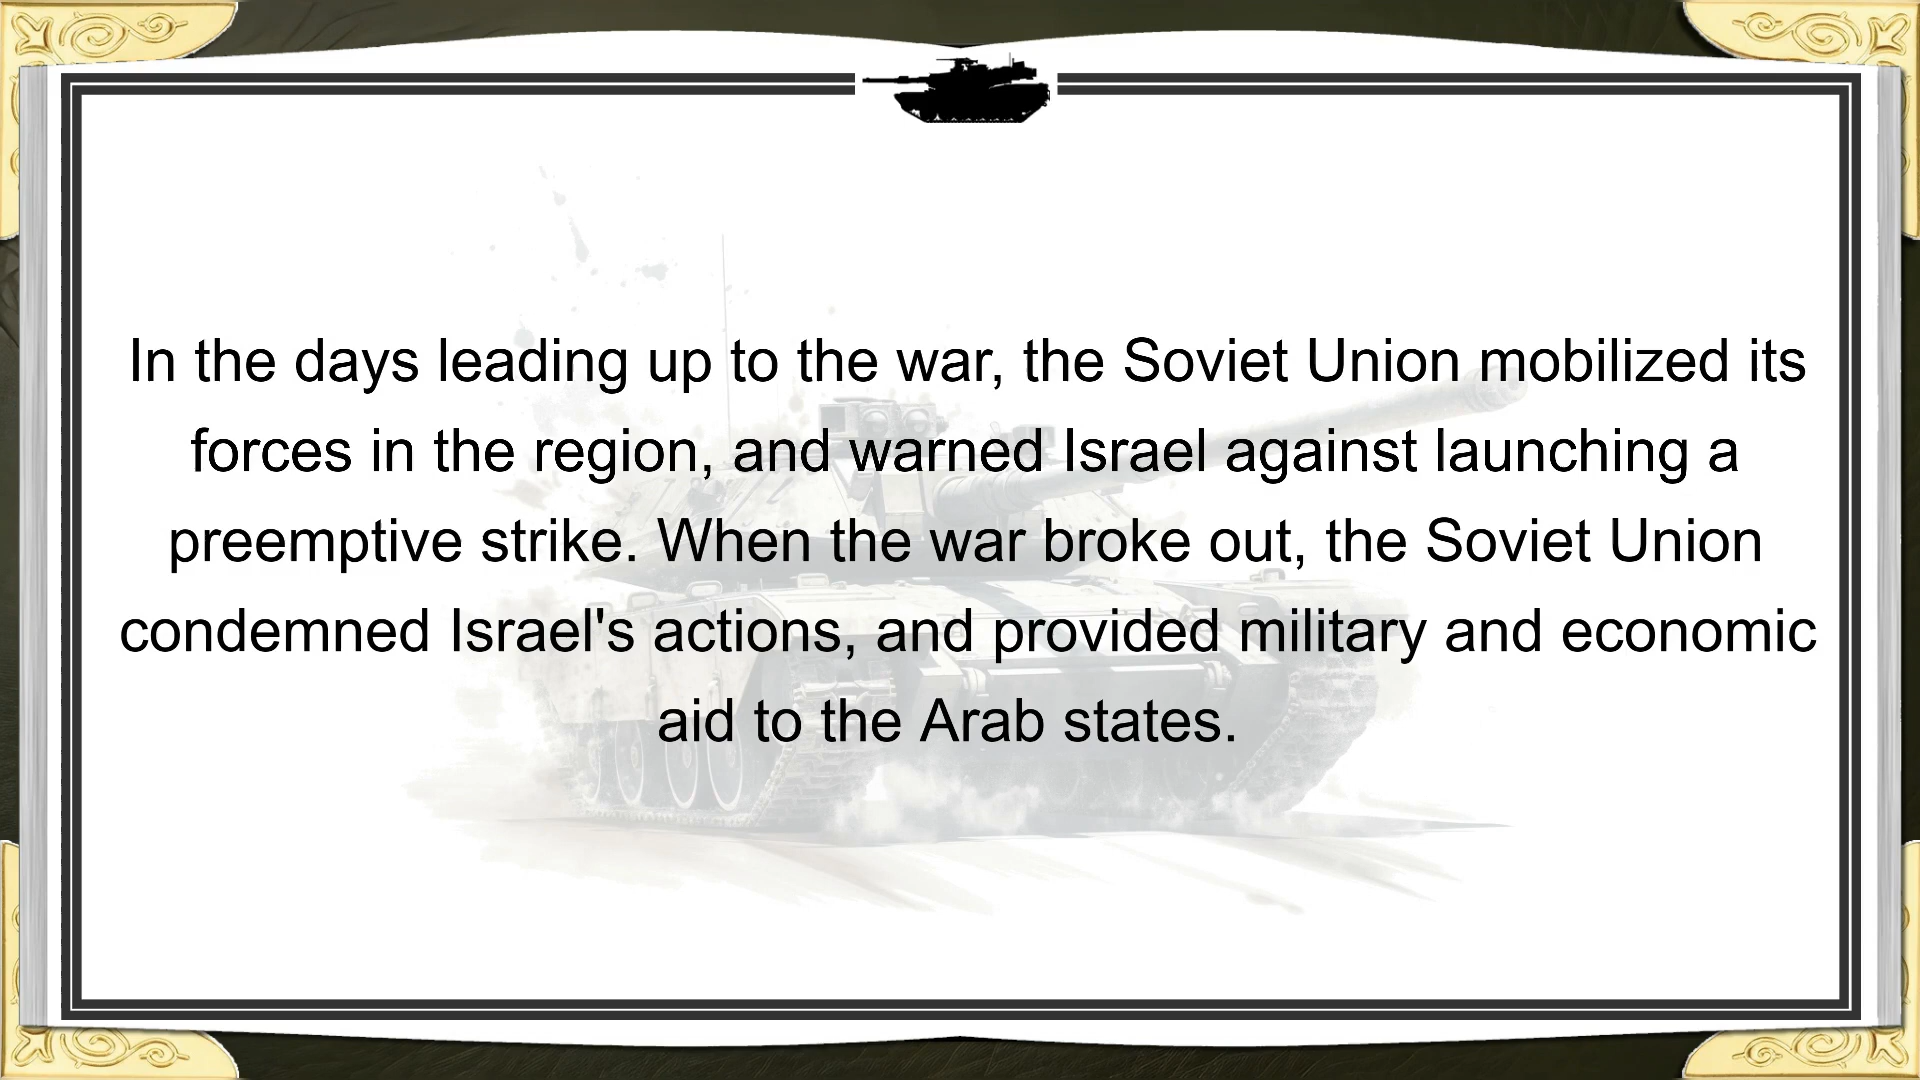 In the days leading up to the war, the Soviet Union mobilized its
forces in the region, and warned Israel against launching a
preemptive strike. When the war broke out, the Soviet Union
condemned Israel's actions, and provided military and economic
aid to the Arab states.